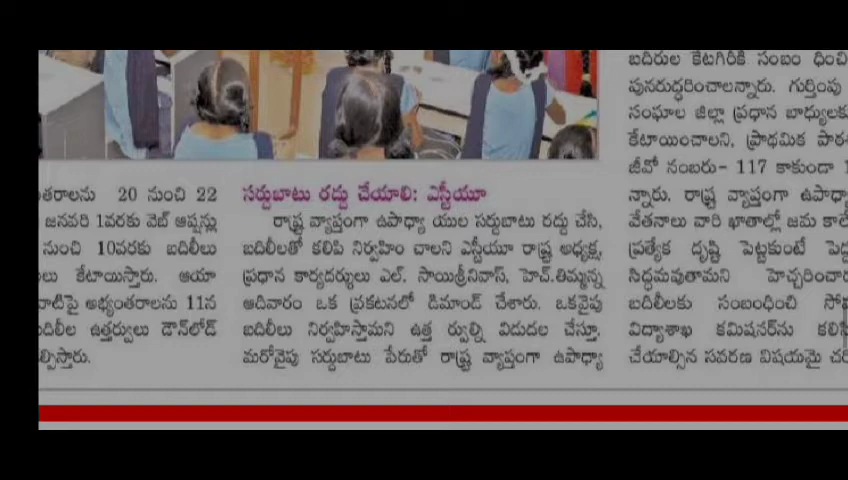 తరాలను 20 నుంచి 22
జనవరి 1వరకు వెబ్ ఆప్షన్లు
నుంచి 10వరకు బదిలీలు
లు కేటాయిస్తారు. ఆయా
అభ్యంతరాలను 11న
ఉత్తర్వులు డౌన్‌లోడ్
సర్దుబాటు రద్దు చేయాలి: ఎస్టీయూ
రాష్ట్ర వ్యాప్తంగా ఉపాధ్యా యుల సర్దుబాటు రద్దు చేసి,
బదిలీలతో కలిపి నిర్వహిం చాలని ఎస్టీయూ రాష్ట్ర అధ్యక్ష,
ప్రధాన కార్యదర్శులు ఎల్. సాయిశ్రీనివాస్, హెచ్.తిమ్మన్న
ఆదివారం ఒక ప్రకటనలో డిమాండ్ చేశారు. ఒకవైపు
బదిలీలు నిర్వహిస్తామని ఉత్త ర్వుల్ని విడుదల చేస్తూ,
మరోవైపు సర్దుబాటు పేరుతో రాష్ట్ర వ్యాప్తంగా ఉపాధ్యా
బదిరుల కేటగిరీకి సంబం ధించి
పునరుద్ధరించాలన్నారు. గుర్తింపు
సంఘాల జిల్లా ప్రధాన బాధ్యులకు
కేటాయించాలని, ప్రాథమిక
జీవో నంబరు- 117 కాకుండా
న్నారు. రాష్ట్ర వ్యాప్తంగా
వేతనాలు వారి ఖాతాల్లో జమ
ప్రత్యేక దృష్టి పెట్టకుంటే
సిద్ధమవుతామని
బదిలీలకు సంబంధించి
విద్యాశాఖ కమిషనర్‌ను
చేయాల్సిన సవరణ విషయమై